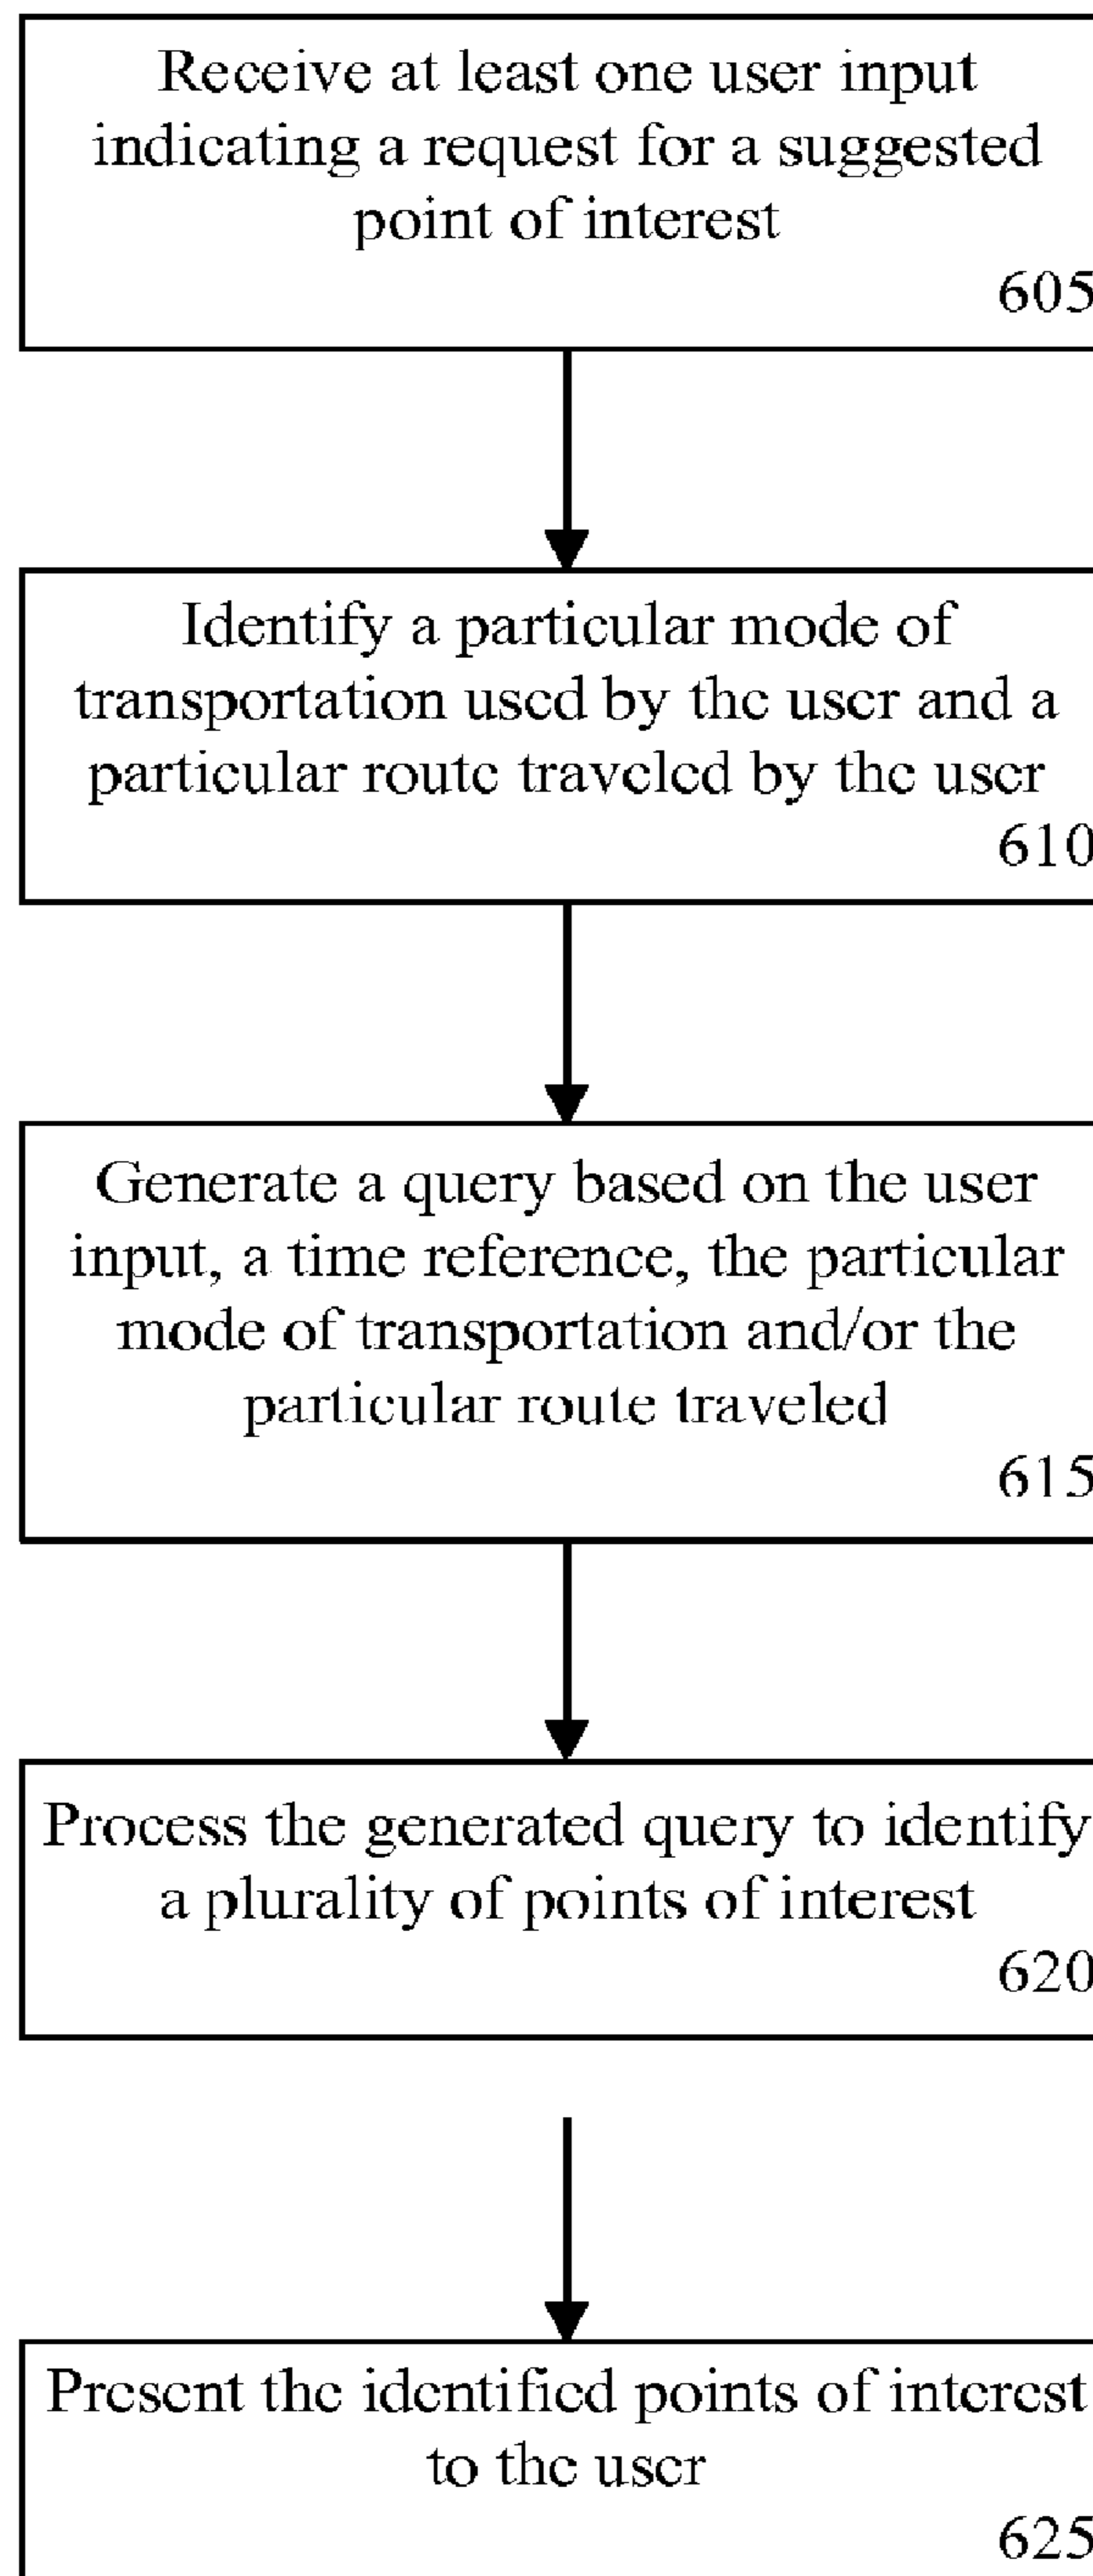 Receive at least one user input
indicating a request for a suggested
point of interest
605
Identify a particular mode of
transportation used by the user and a
particular route traveled by the user
610
Generate a query based on the user
input, a time reference, the particular
mode of transportation and/or the
particular route traveled
615
Process the generated query to identify
a plurality of points of interest
620
Present the identified points of interest
to the user
625